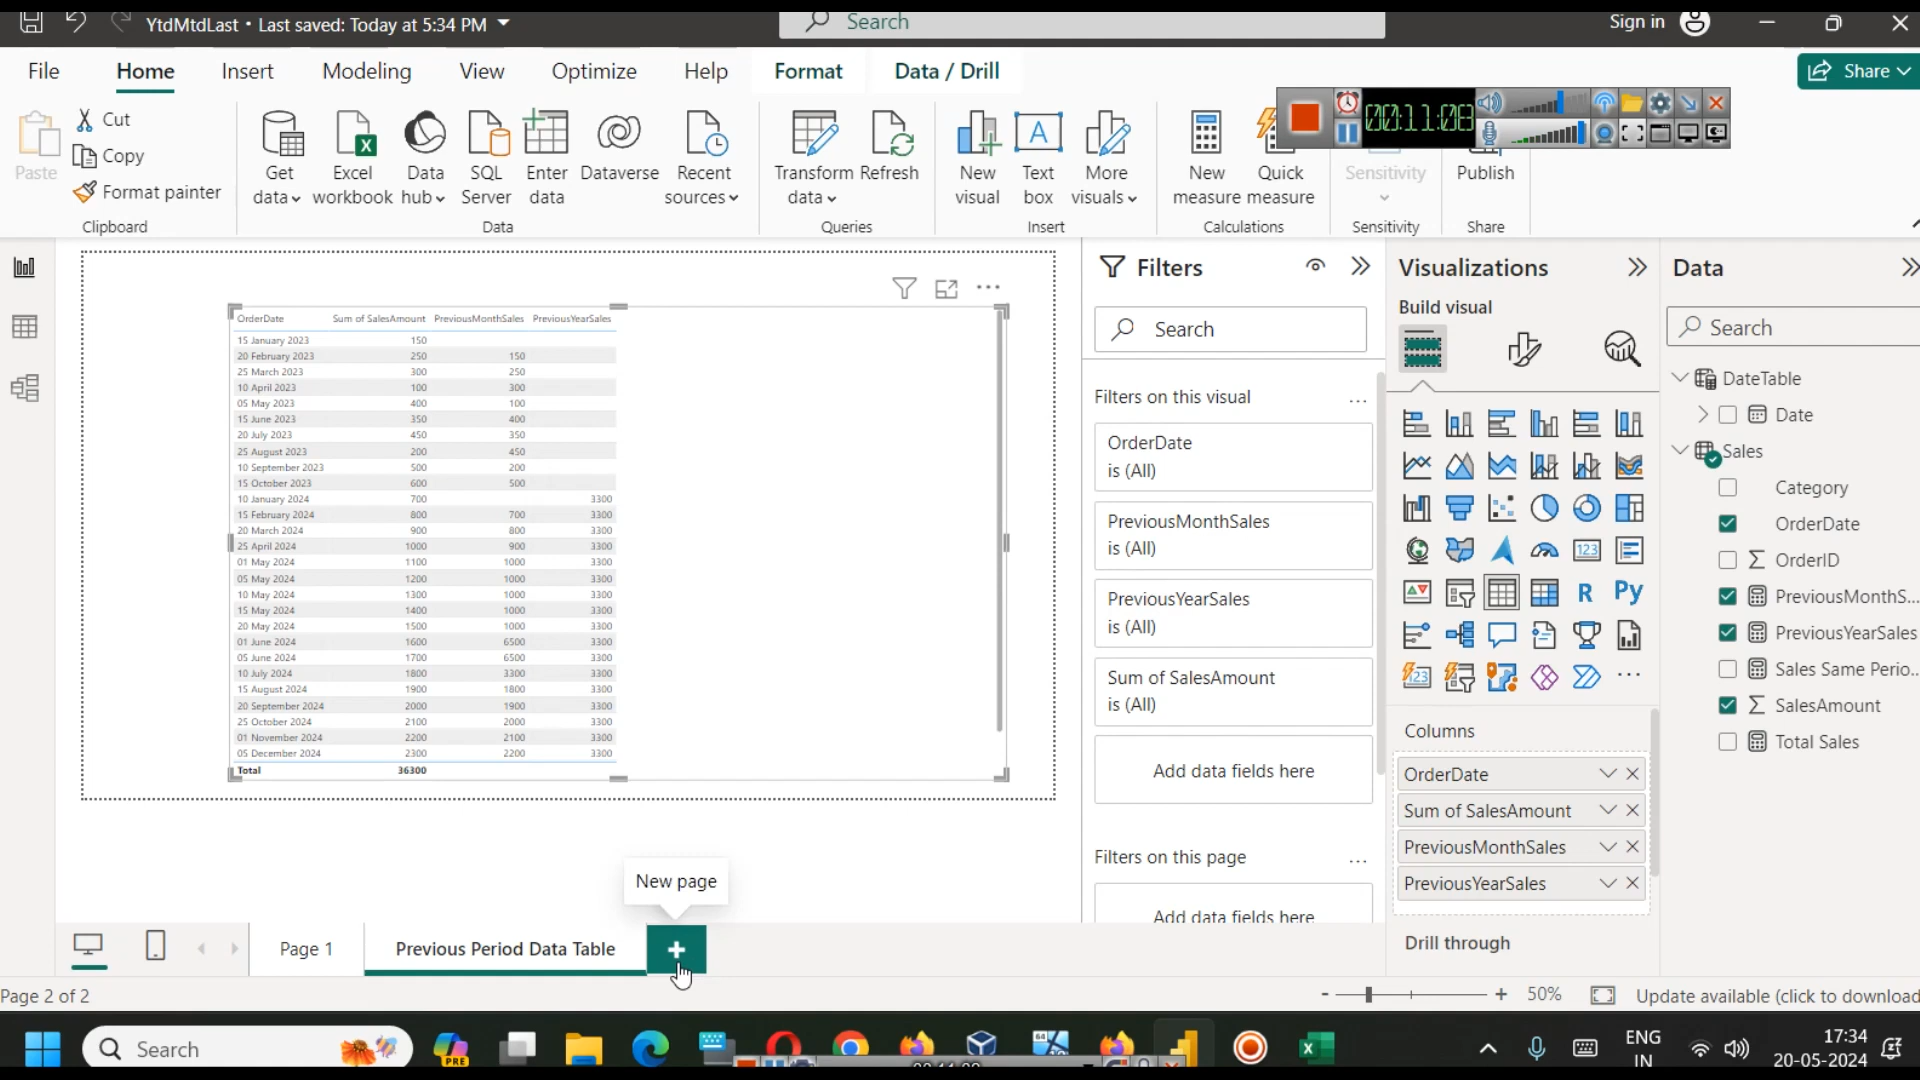 YtdMtdLast • Last saved: Today at 5:34 PM
Search
Sign in
File Home Insert Modeling View Optimize Help Format Data / Drill
Share
Paste
Cut
Copy
Format painter
Clipboard
Get data
Excel workbook
Data hub
SQL Server
Enter data
Dataverse
Recent sources
Data
Transform data
Refresh
Queries
New visual
Text box
More visuals
Insert
New measure
Quick measure
Calculations
Sensitivity
Sensitivity
Publish
Share
00:11:08
OrderDate Sum of SalesAmount PreviousMonthSales PreviousYearSales
15 January 2023 150
20 February 2023 250 150
25 March 2023 300 250
10 April 2023 100 300
05 May 2023 400 100
15 June 2023 350 400
20 July 2023 450 350
25 August 2023 200 450
10 September 2023 500 200
15 October 2023 600 500
10 January 2024 700 3300
15 February 2024 800 700 3300
20 March 2024 900 800 3300
25 April 2024 1000 900 3300
01 May 2024 1100 1000 3300
05 May 2024 1200 1000 3300
10 May 2024 1300 1000 3300
15 May 2024 1400 1000 3300
20 May 2024 1500 1000 3300
01 June 2024 1600 6500 3300
05 June 2024 1700 6500 3300
10 July 2024 1800 3300 3300
15 August 2024 1900 1800 3300
20 September 2024 2000 1900 3300
25 October 2024 2100 2000 3300
01 November 2024 2200 2100 3300
05 December 2024 2300 2200 3300
Total 36300
New page
Page 1
Previous Period Data Table
Page 2 of 2
Filters
Search
Filters on this visual
OrderDate
is (All)
PreviousMonthSales
is (All)
PreviousYearSales
is (All)
Sum of SalesAmount
is (All)
Add data fields here
Filters on this page
Add data fields here
Visualizations
Build visual
123
R
Py
123
Columns
OrderDate
Sum of SalesAmount
PreviousMonthSales
PreviousYearSales
Drill through
Data
Search
DateTable
Date
Sales
Category
OrderDate
OrderID
PreviousMonthS...
PreviousYearSales
Sales Same Perio...
SalesAmount
Total Sales
50%
Update available (click to download
Search
PRE
ENG
IN
17:34
20-05-2024